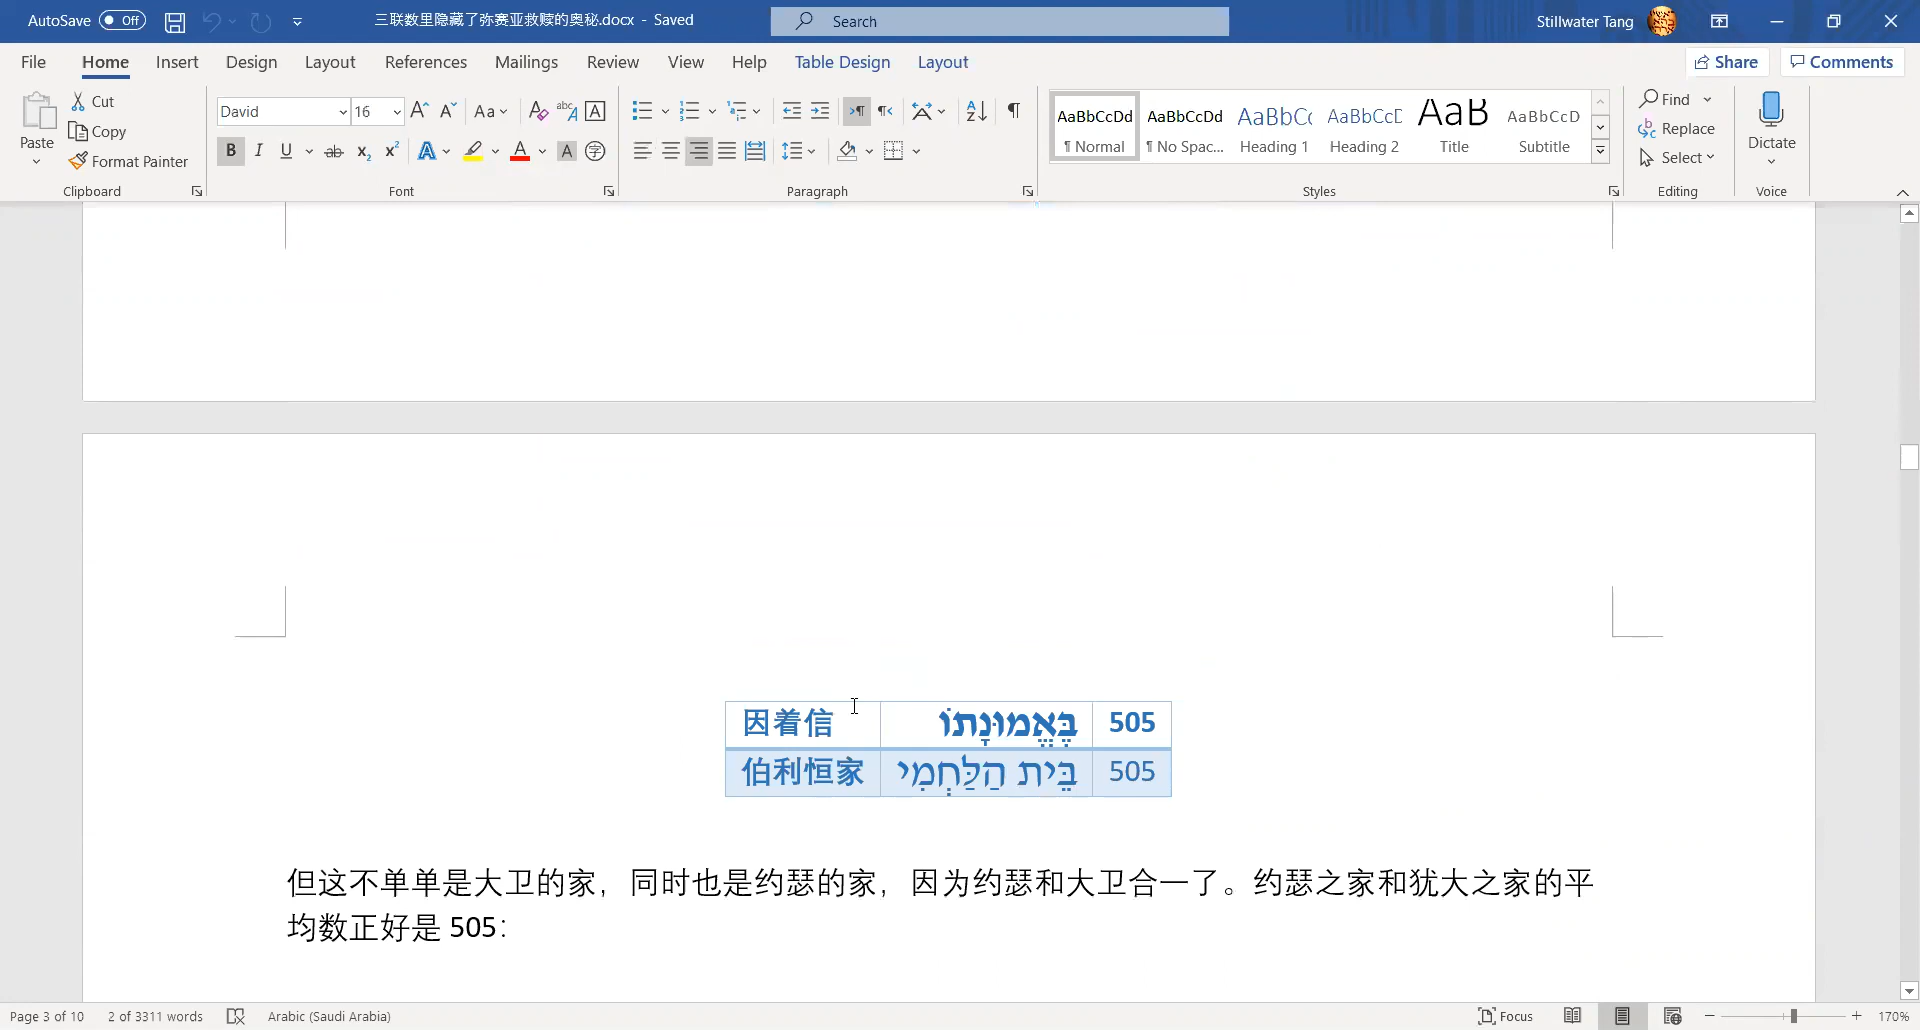 AutoSave Off 三联数里隐藏了弥赛亚救赎的奥秘.docx - Saved Search Stillwater Tang
File Home Insert Design Layout References Mailings Review View Help Table Design Layout Share Comments
Paste Cut Copy Format Painter Clipboard
David 16 Font
Paragraph
AaBbCcDd AaBbCcDd AaBbCc AaBbCcD AaB AaBbCcD
¶ Normal ¶ No Spac... Heading 1 Heading 2 Title Subtitle
Styles
Find Replace Select Editing
Dictate Voice
因着信 בֶּאֱמוּנָתוֹ 505
伯利恒家 בֵּית הַלַּחְמִי 505
但这不单单是大卫的家，同时也是约瑟的家，因为约瑟和大卫合一了。约瑟之家和犹大之家的平
均数正好是 505：
Page 3 of 10 2 of 3311 words Arabic (Saudi Arabia) Focus 170%